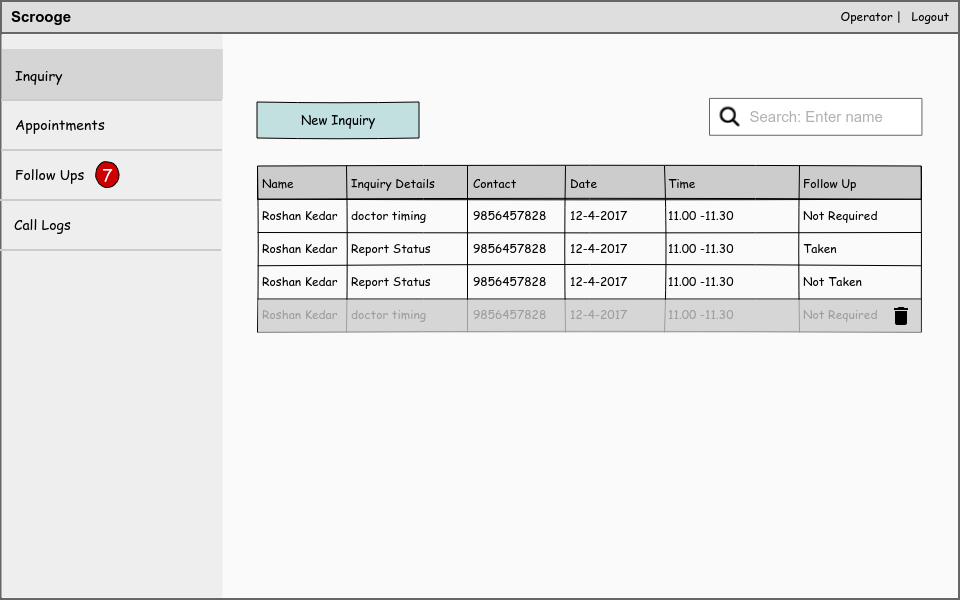 Scrooge
Operator | Logout
Inquiry
Appointments
Follow Ups 7
Call Logs
New Inquiry
Search: Enter name
Name Inquiry Details Contact Date Time Follow Up
Roshan Kedar doctor timing 9856457828 12-4-2017 11.00 -11.30 Not Required
Roshan Kedar Report Status 9856457828 12-4-2017 11.00 -11.30 Taken
Roshan Kedar Report Status 9856457828 12-4-2017 11.00 -11.30 Not Taken
Roshan Kedar doctor timing 9856457828 12-4-2017 11.00 -11.30 Not Required